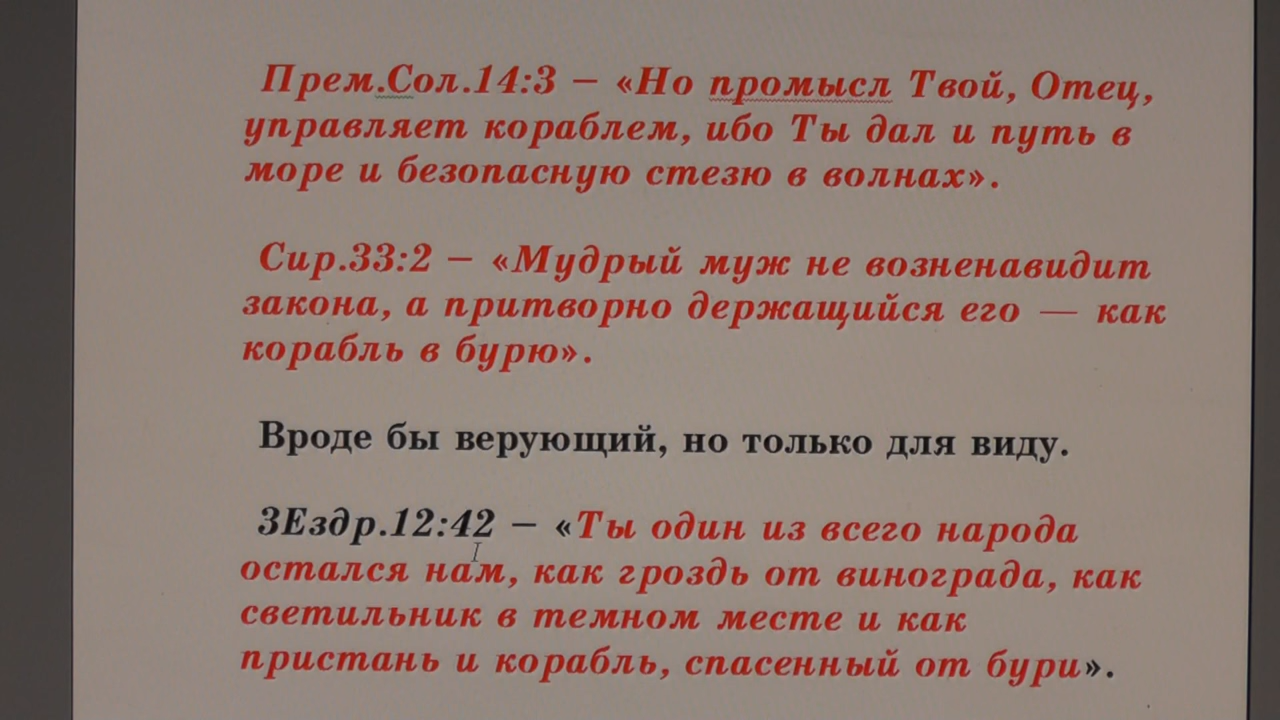 Прем.Сол.14:3 – «Но промысл Твой, Отец,
управляет кораблем, ибо Ты дал и путь в
море и безопасную стезю в волнах».
Сир.33:2 – «Мудрый муж не возненавидит
закона, а притворно держащийся его — как
корабль в бурю».
Вроде бы верующий, но только для виду.
3Ездр.12:42 – «Ты один из всего народа
остался нам, как гроздь от винограда, как
светильник в темном месте и как
пристань и корабль, спасенный от бури».